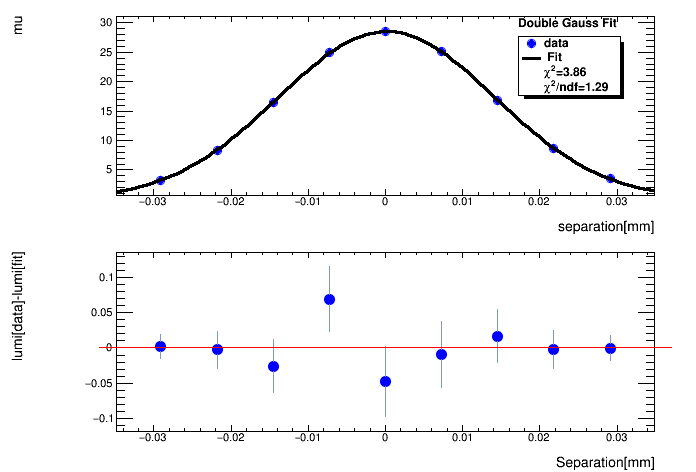 mu
30
25
20
15
10
5
Double Gauss Fit
data
Fit
χ²=3.86
χ²/ndf=1.29
−0.03 −0.02 −0.01 0 0.01 0.02 0.03
separation[mm]
lumi[data]-lumi[fit]
0.1
0.05
−0
−0.05
−0.1
−0.03 −0.02 −0.01 0 0.01 0.02 0.03
Separation[mm]